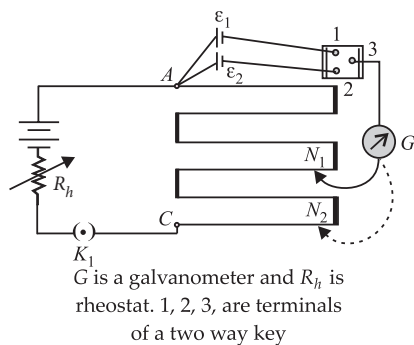 ε1
1
3
A
ε2
2
G
N1
Rh
C
N2
K1
G is a galvanometer and Rh is
rheostat. 1, 2, 3, are terminals
of a two way key